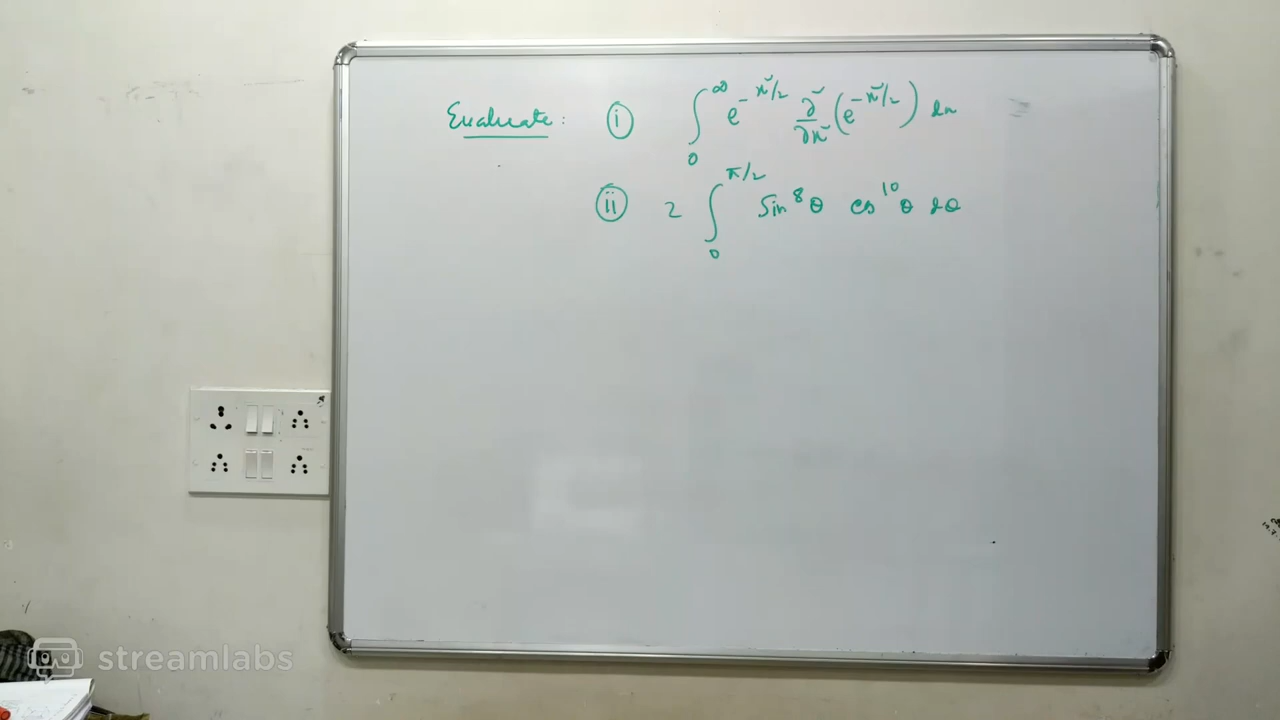 Evaluate: (i) ∫₀^∞ e^{-x²/2} ∂²/∂x² (e^{-x²/2}) dx
(ii) 2 ∫₀^{π/2} Sin⁸θ cos¹⁰θ dθ
streamlabs